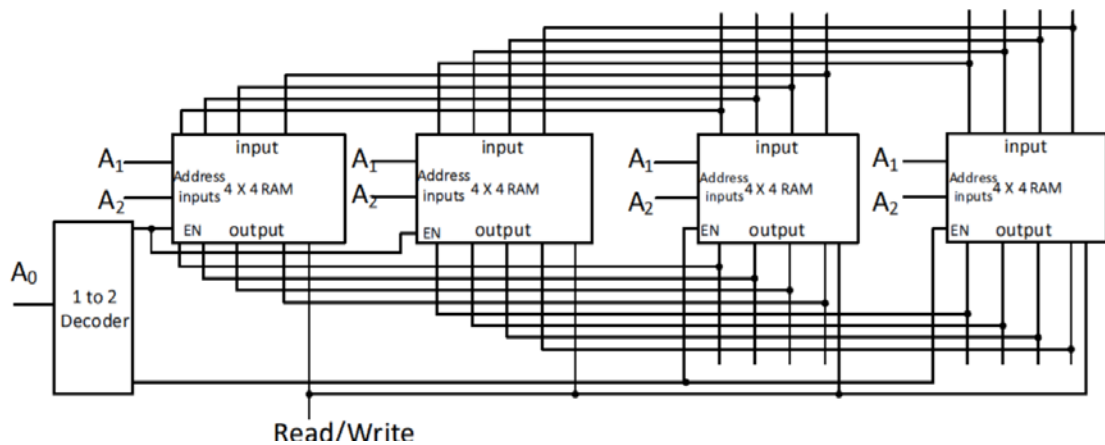 input
input
input
input
A₁
A₁
A₁
A₁
Address
inputs
4 X 4 RAM
Address
inputs
4 X 4 RAM
Address
inputs
4 X 4 RAM
Address
inputs
4 X 4 RAM
A₂
A₂
A₂
A₂
EN
output
EN
output
EN
output
EN
output
A₀
1 to 2
Decoder
Read/Write